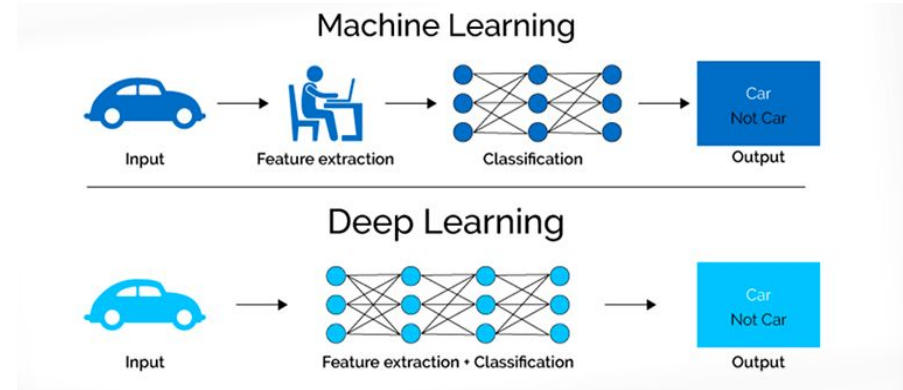 Machine Learning
Car
Not Car
Input
Feature extraction
Classification
Output
Deep Learning
Car
Not Car
Input
Feature extraction + Classification
Output